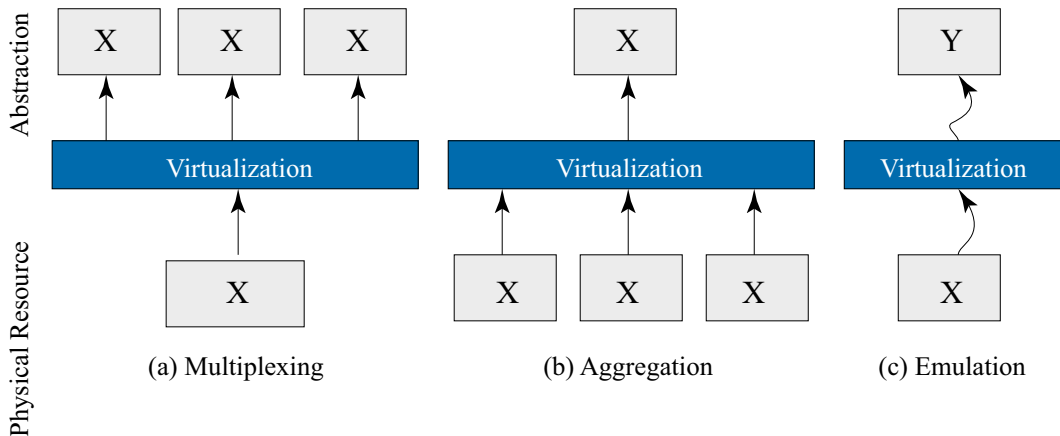 Abstraction
X X X X Y
Virtualization Virtualization Virtualization
Physical Resource
X X X X X
(a) Multiplexing (b) Aggregation (c) Emulation